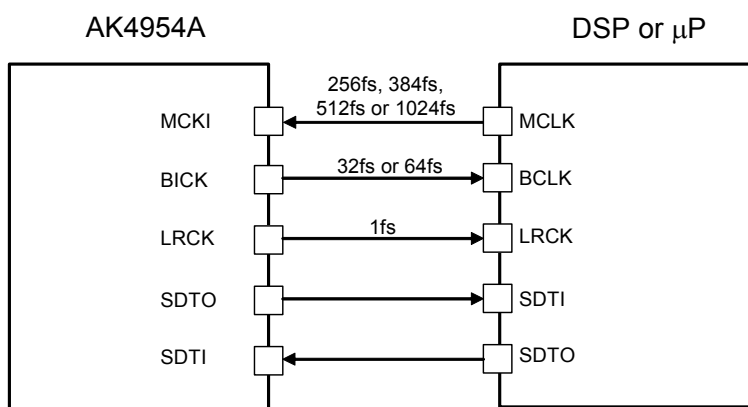 AK4954A
DSP or μP
256fs, 384fs,
512fs or 1024fs
MCKI
MCLK
32fs or 64fs
BICK
BCLK
1fs
LRCK
LRCK
SDTO
SDTI
SDTI
SDTO